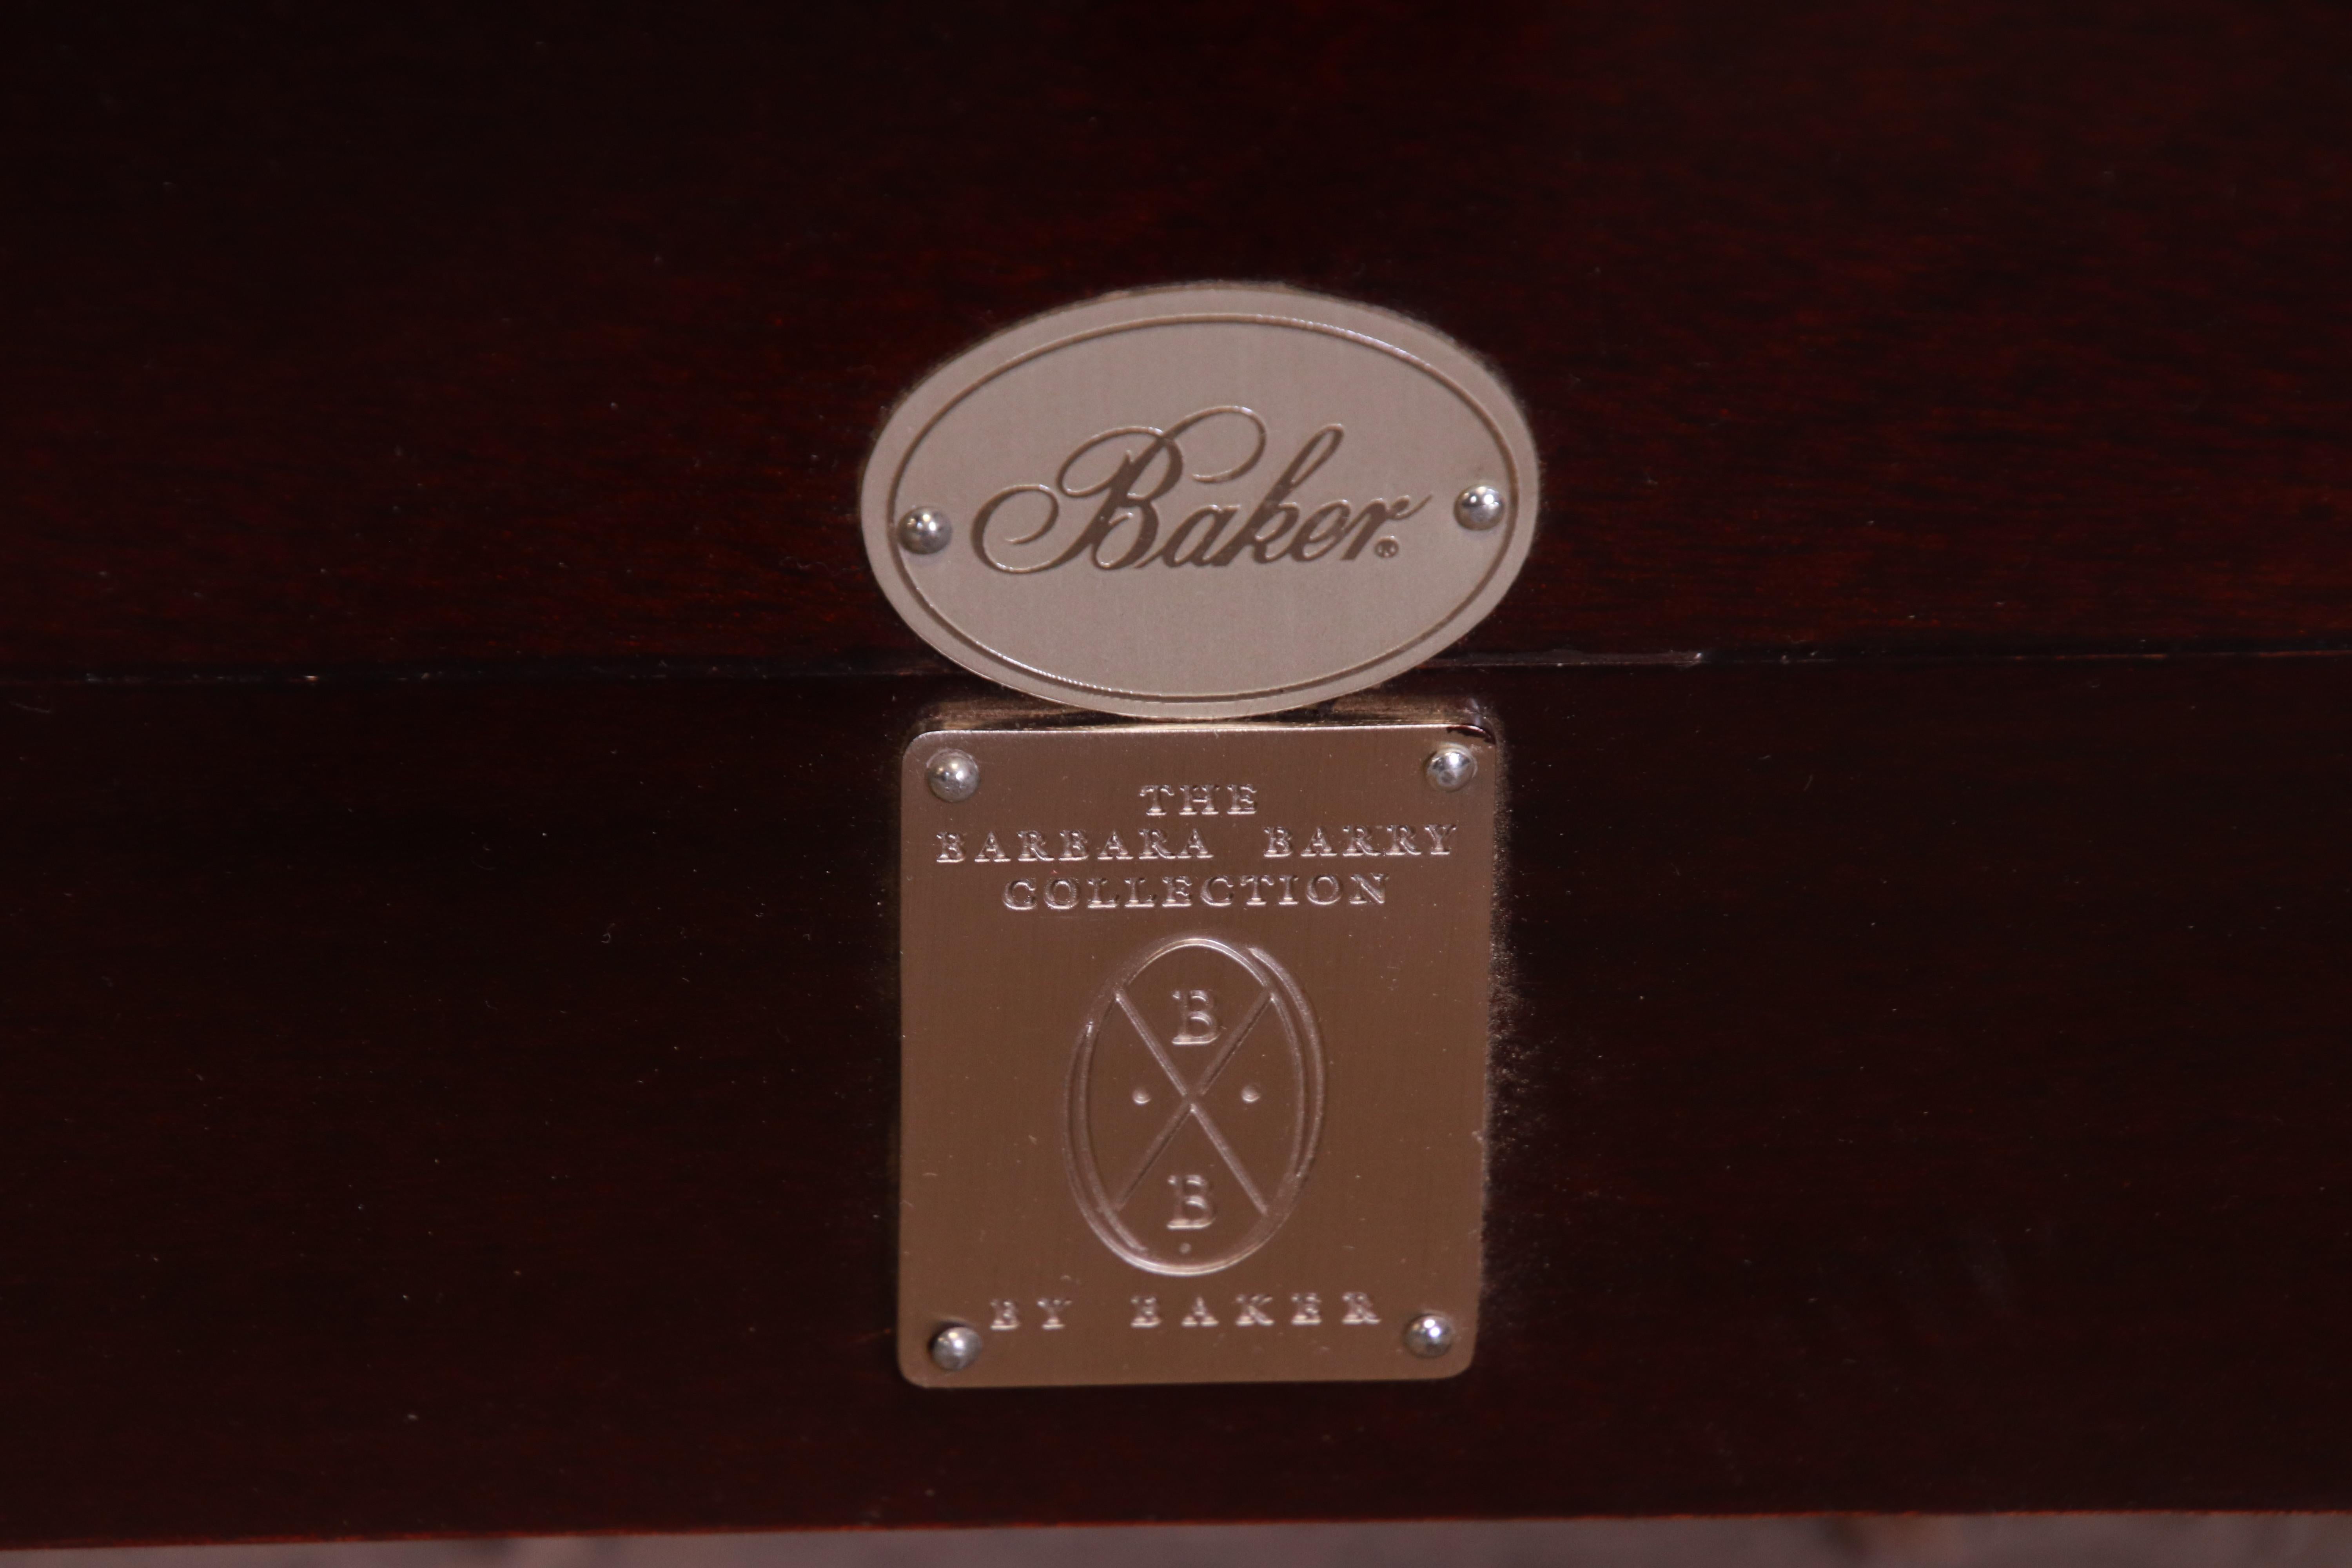 Baker®
THE
BARBARA BARRY
COLLECTION
B
B
BY BAKER